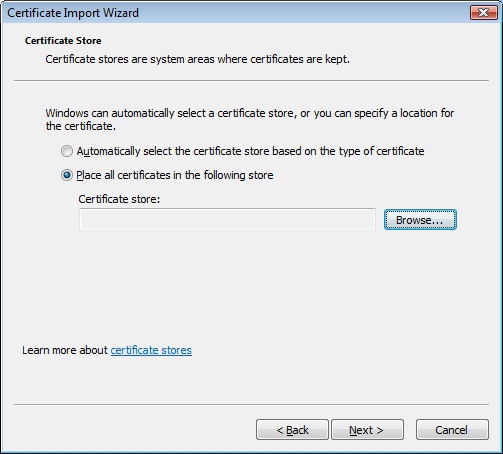 Certificate Import Wizard
Certificate Store
Certificate stores are system areas where certificates are kept.
Windows can automatically select a certificate store, or you can specify a location for
the certificate.
Automatically select the certificate store based on the type of certificate
Place all certificates in the following store
Certificate store:
Browse...
Learn more about certificate stores
< Back
Next >
Cancel